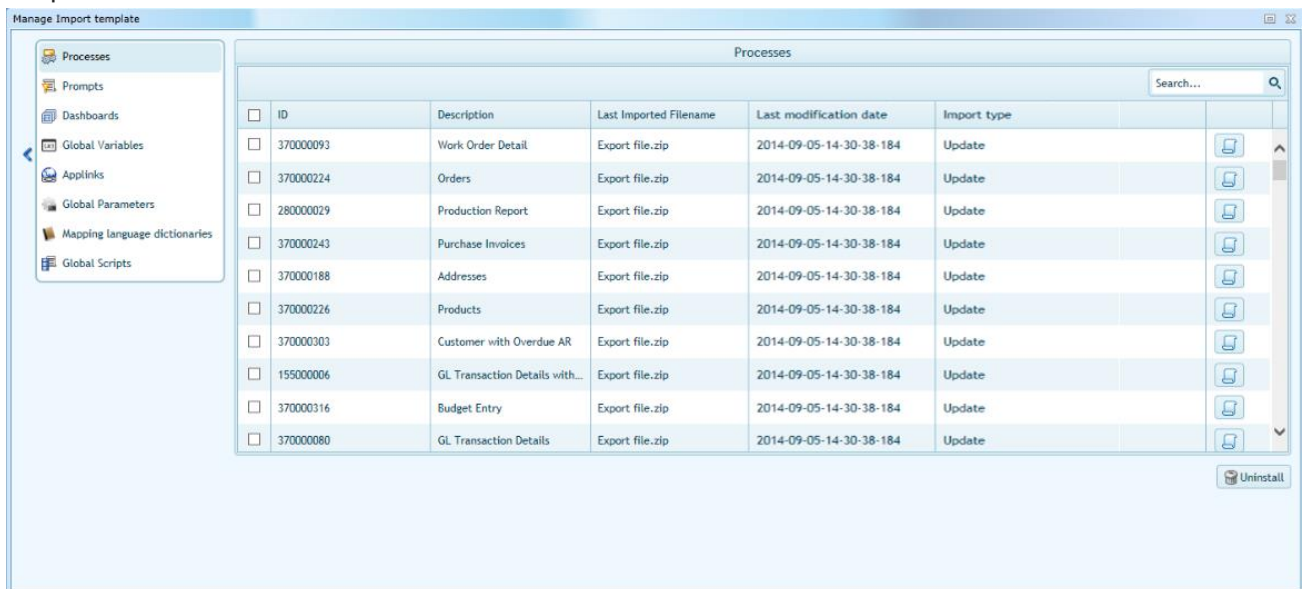 Manage Import template
Processes
Prompts
Dashboards
Global Variables
Applinks
Global Parameters
Mapping language dictionaries
Global Scripts
Processes
Search...
ID Description Last Imported Filename Last modification date Import type
370000093 Work Order Detail Export file.zip 2014-09-05-14-30-38-184 Update
370000224 Orders Export file.zip 2014-09-05-14-30-38-184 Update
280000029 Production Report Export file.zip 2014-09-05-14-30-38-184 Update
370000243 Purchase Invoices Export file.zip 2014-09-05-14-30-38-184 Update
370000188 Addresses Export file.zip 2014-09-05-14-30-38-184 Update
370000226 Products Export file.zip 2014-09-05-14-30-38-184 Update
370000303 Customer with Overdue AR Export file.zip 2014-09-05-14-30-38-184 Update
155000006 GL Transaction Details with... Export file.zip 2014-09-05-14-30-38-184 Update
370000316 Budget Entry Export file.zip 2014-09-05-14-30-38-184 Update
370000080 GL Transaction Details Export file.zip 2014-09-05-14-30-38-184 Update
Uninstall